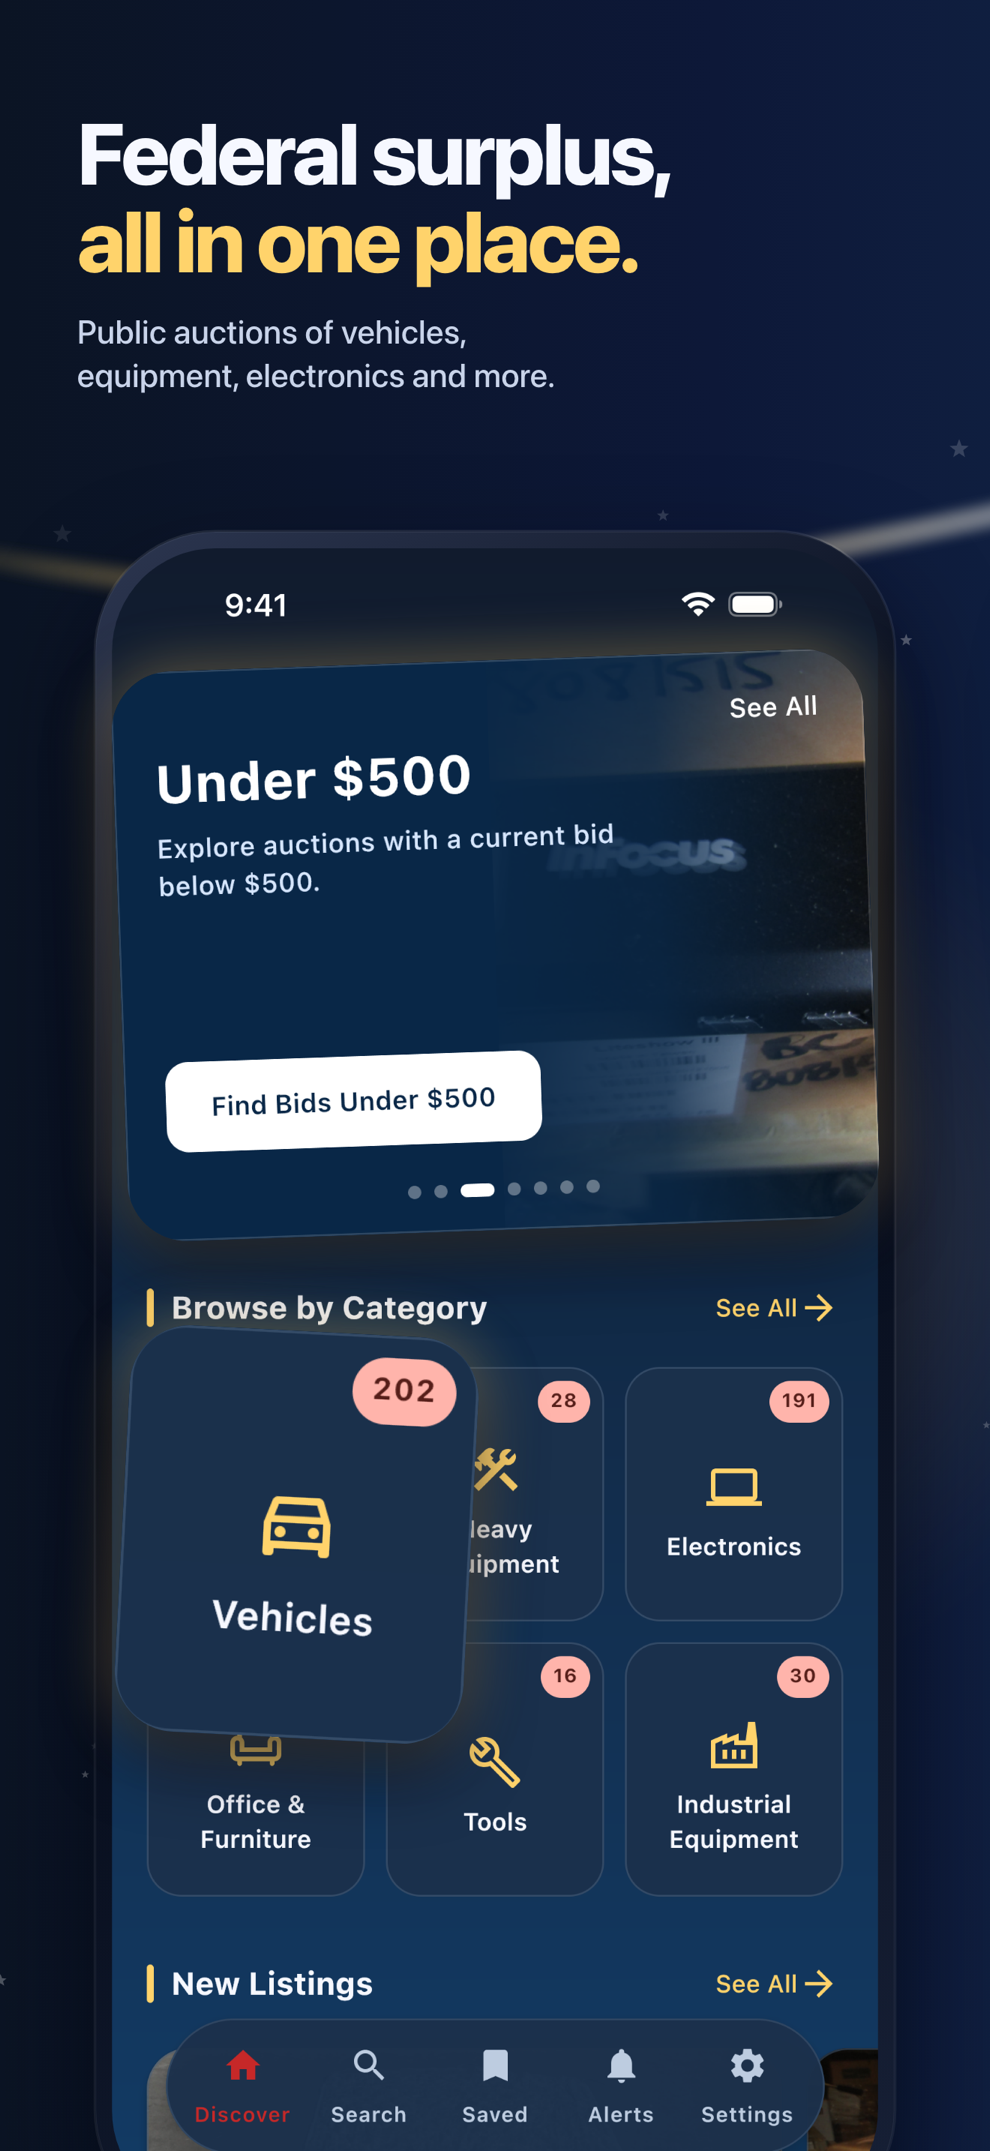 Federal surplus,
all in one place.
Public auctions of vehicles,
equipment, electronics and more.
9:41
See All
Under $500
Explore auctions with a current bid
below $500.
InFocus
Find Bids Under $500
Browse by Category
See All
202
Vehicles
28
191
Electronics
Office &
Furniture
16
Tools
30
Industrial
Equipment
New Listings
See All
Discover
Search
Saved
Alerts
Settings